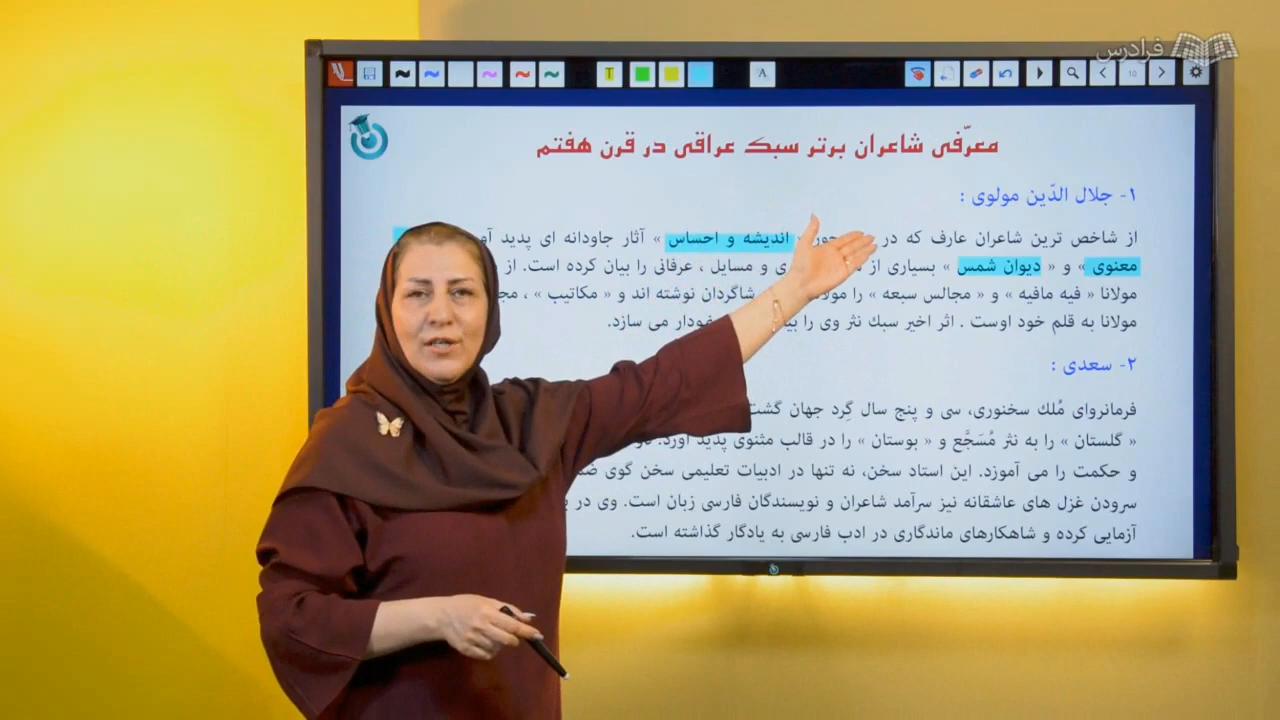 فرادرس
10
معرّفی شاعران برتر سبک عراقی در قرن هفتم
۱- جلال الدّین مولوی :
از شاخص ترین شاعران عارف که در اندیشه و احساس » آثار جاودانه ای پدید
معنوی » و « دیوان شمس » بسیاری از و مسایل ، عرفانی را بیان کرده است. از
مولانا « فیه مافیه » و « مجالس سبعه » را شاگردان نوشته اند و « مکاتیب » ،
مولانا به قلم خود اوست . اثر اخیر سبک نثر وی را می سازد.
۲- سعدی :
فرمانروای مُلك سخنوری، سی و پنج سال گِرد جهان
« گلستان » را به نثر مُسَجَّع و « بوستان » را در قالب مثنوی پدید آورد.
و حکمت را می آموزد. این استاد سخن، نه تنها در ادبیات تعلیمی سخن گوی
سرودن غزل های عاشقانه نیز سرآمد شاعران و نویسندگان فارسی زبان است. وی در
آزمایی کرده و شاهکارهای ماندگاری در ادب فارسی به یادگار گذاشته است.